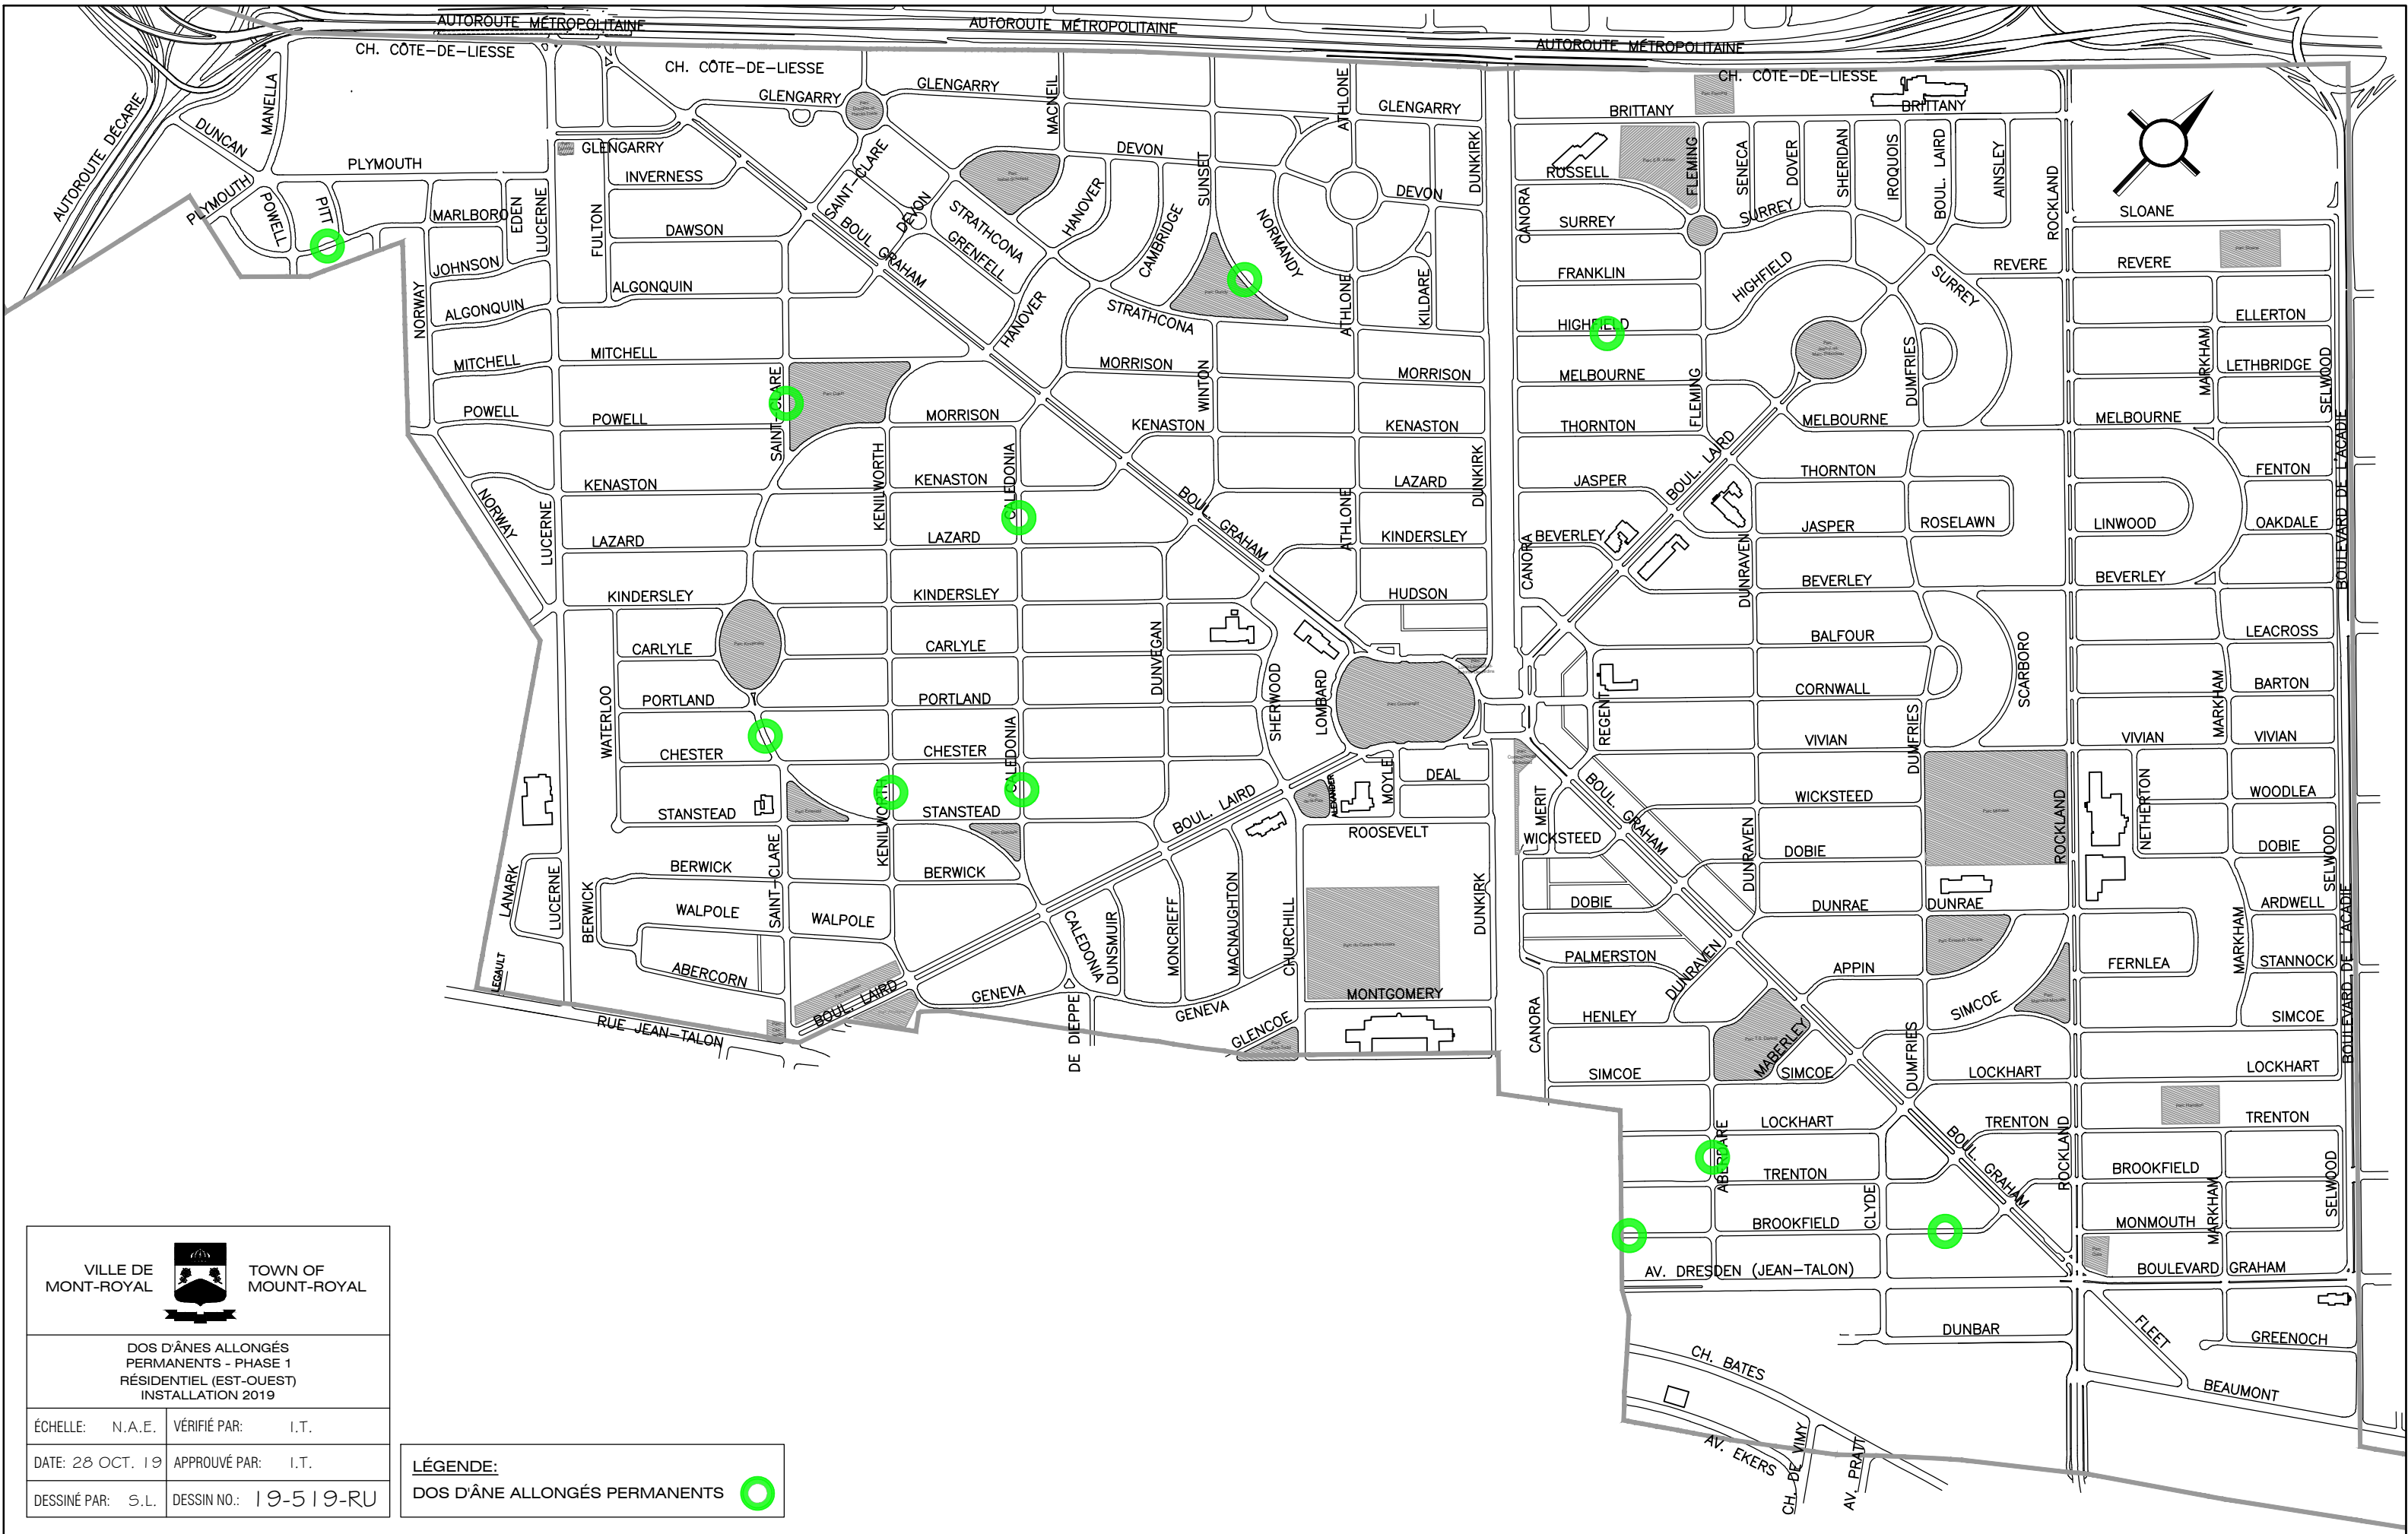 AUTOROUTE MÉTROPOLITAINE
AUTOROUTE MÉTROPOLITAINE
AUTOROUTE MÉTROPOLITAINE
CH. CÔTE-DE-LIESSE
CH. CÔTE-DE-LIESSE
CH. CÔTE-DE-LIESSE
AUTOROUTE DÉCARIE
MANELLA
DUNCAN
PLYMOUTH
PLYMOUTH
POWELL
PITT
MARLBORO
EDEN
LUCERNE
JOHNSON
NORWAY
ALGONQUIN
MITCHELL
POWELL
NORWAY
LUCERNE
GLENGARRY
INVERNESS
FULTON
DAWSON
ALGONQUIN
MITCHELL
POWELL
KENASTON
LAZARD
KINDERSLEY
GLENGARRY
GLENGARRY
MACNEIL
SAINT-CLARE
DEVON
BOUL. GRAHAM
STRATHCONA
GRENFELL
HANOVER
HANOVER
CAMBRIDGE
DEVON
SUNSET
STRATHCONA
NORMANDY
ATHLONE
GLENGARRY
DUNKIRK
DEVON
ATHLONE
KILDARE
MORRISON
WINTON
MORRISON
KENASTON
KENASTON
LAZARD
DUNKIRK
ATHLONE
KINDERSLEY
HUDSON
SAINT-CLARE
MORRISON
KENILWORTH
KENASTON
CALEDONIA
LAZARD
KINDERSLEY
BOUL. GRAHAM
CARLYLE
CARLYLE
DUNVEGAN
WATERLOO
PORTLAND
PORTLAND
CHESTER
CHESTER
CALEDONIA
SHERWOOD
LOMBARD
STANSTEAD
KENILWORTH
STANSTEAD
BOUL. LAIRD
ALEXANDER
MOYLE
DEAL
ROOSEVELT
BERWICK
BERWICK
SAINT-CLARE
LANARK
LUCERNE
BERWICK
WALPOLE
WALPOLE
ABERCORN
LEGAULT
RUE JEAN-TALON
BOUL. LAIRD
GENEVA
CALEDONIA
DUNSMUIR
MONCRIEFF
MACNAUGHTON
CHURCHILL
DUNKIRK
DE DIEPPE
GENEVA
GLENCOE
MONTGOMERY
BRITTANY
BRITTANY
RUSSELL
FLEMING
SENECA
DOVER
SHERIDAN
IROQUOIS
BOUL. LAIRD
AINSLEY
ROCKLAND
CANORA
SURREY
SURREY
SLOANE
FRANKLIN
HIGHFIELD
SURREY
REVERE
REVERE
HIGHFIELD
ELLERTON
MELBOURNE
FLEMING
DUMFRIES
MARKHAM
LETHBRIDGE
SELWOOD
THORNTON
MELBOURNE
MELBOURNE
BOULEVARD DE L'ACADIE
JASPER
BOUL. LAIRD
THORNTON
FENTON
BEVERLEY
CANORA
JASPER
ROSELAWN
LINWOOD
OAKDALE
DUNRAVEN
BEVERLEY
BEVERLEY
BALFOUR
SCARBORO
LEACROSS
REGENT
CORNWALL
MARKHAM
BARTON
VIVIAN
DUMFRIES
VIVIAN
VIVIAN
MERIT
BOUL. GRAHAM
WICKSTEED
WICKSTEED
ROCKLAND
NETHERTON
WOODLEA
DUNRAVEN
DOBIE
DOBIE
SELWOOD
DOBIE
DUNRAE
DUNRAE
ARDWELL
PALMERSTON
DUNRAVEN
APPIN
FERNLEA
MARKHAM
STANNOCK
BOULEVARD DE L'ACADIE
CANORA
HENLEY
SIMCOE
SIMCOE
SIMCOE
MABERLEY
SIMCOE
DUMFRIES
LOCKHART
LOCKHART
LOCKHART
ABERDARE
TRENTON
TRENTON
TRENTON
BOUL. GRAHAM
ROCKLAND
BROOKFIELD
CLYDE
BROOKFIELD
MONMOUTH
MARKHAM
SELWOOD
AV. DRESDEN (JEAN-TALON)
BOULEVARD GRAHAM
DUNBAR
FLEET
GREENOCH
BEAUMONT
CH. BATES
AV. EKERS
CH. DE VIMY
AV. PRATT
VILLE DE
MONT-ROYAL
TOWN OF
MOUNT-ROYAL
DOS D'ÂNES ALLONGÉS
PERMANENTS - PHASE 1
RÉSIDENTIEL (EST-OUEST)
INSTALLATION 2019
ÉCHELLE: N.A.E. VÉRIFIÉ PAR: I.T.
DATE: 28 OCT. 19 APPROUVÉ PAR: I.T.
DESSINÉ PAR: S.L. DESSIN NO.: 19-519-RU
LÉGENDE:
DOS D'ÂNE ALLONGÉS PERMANENTS